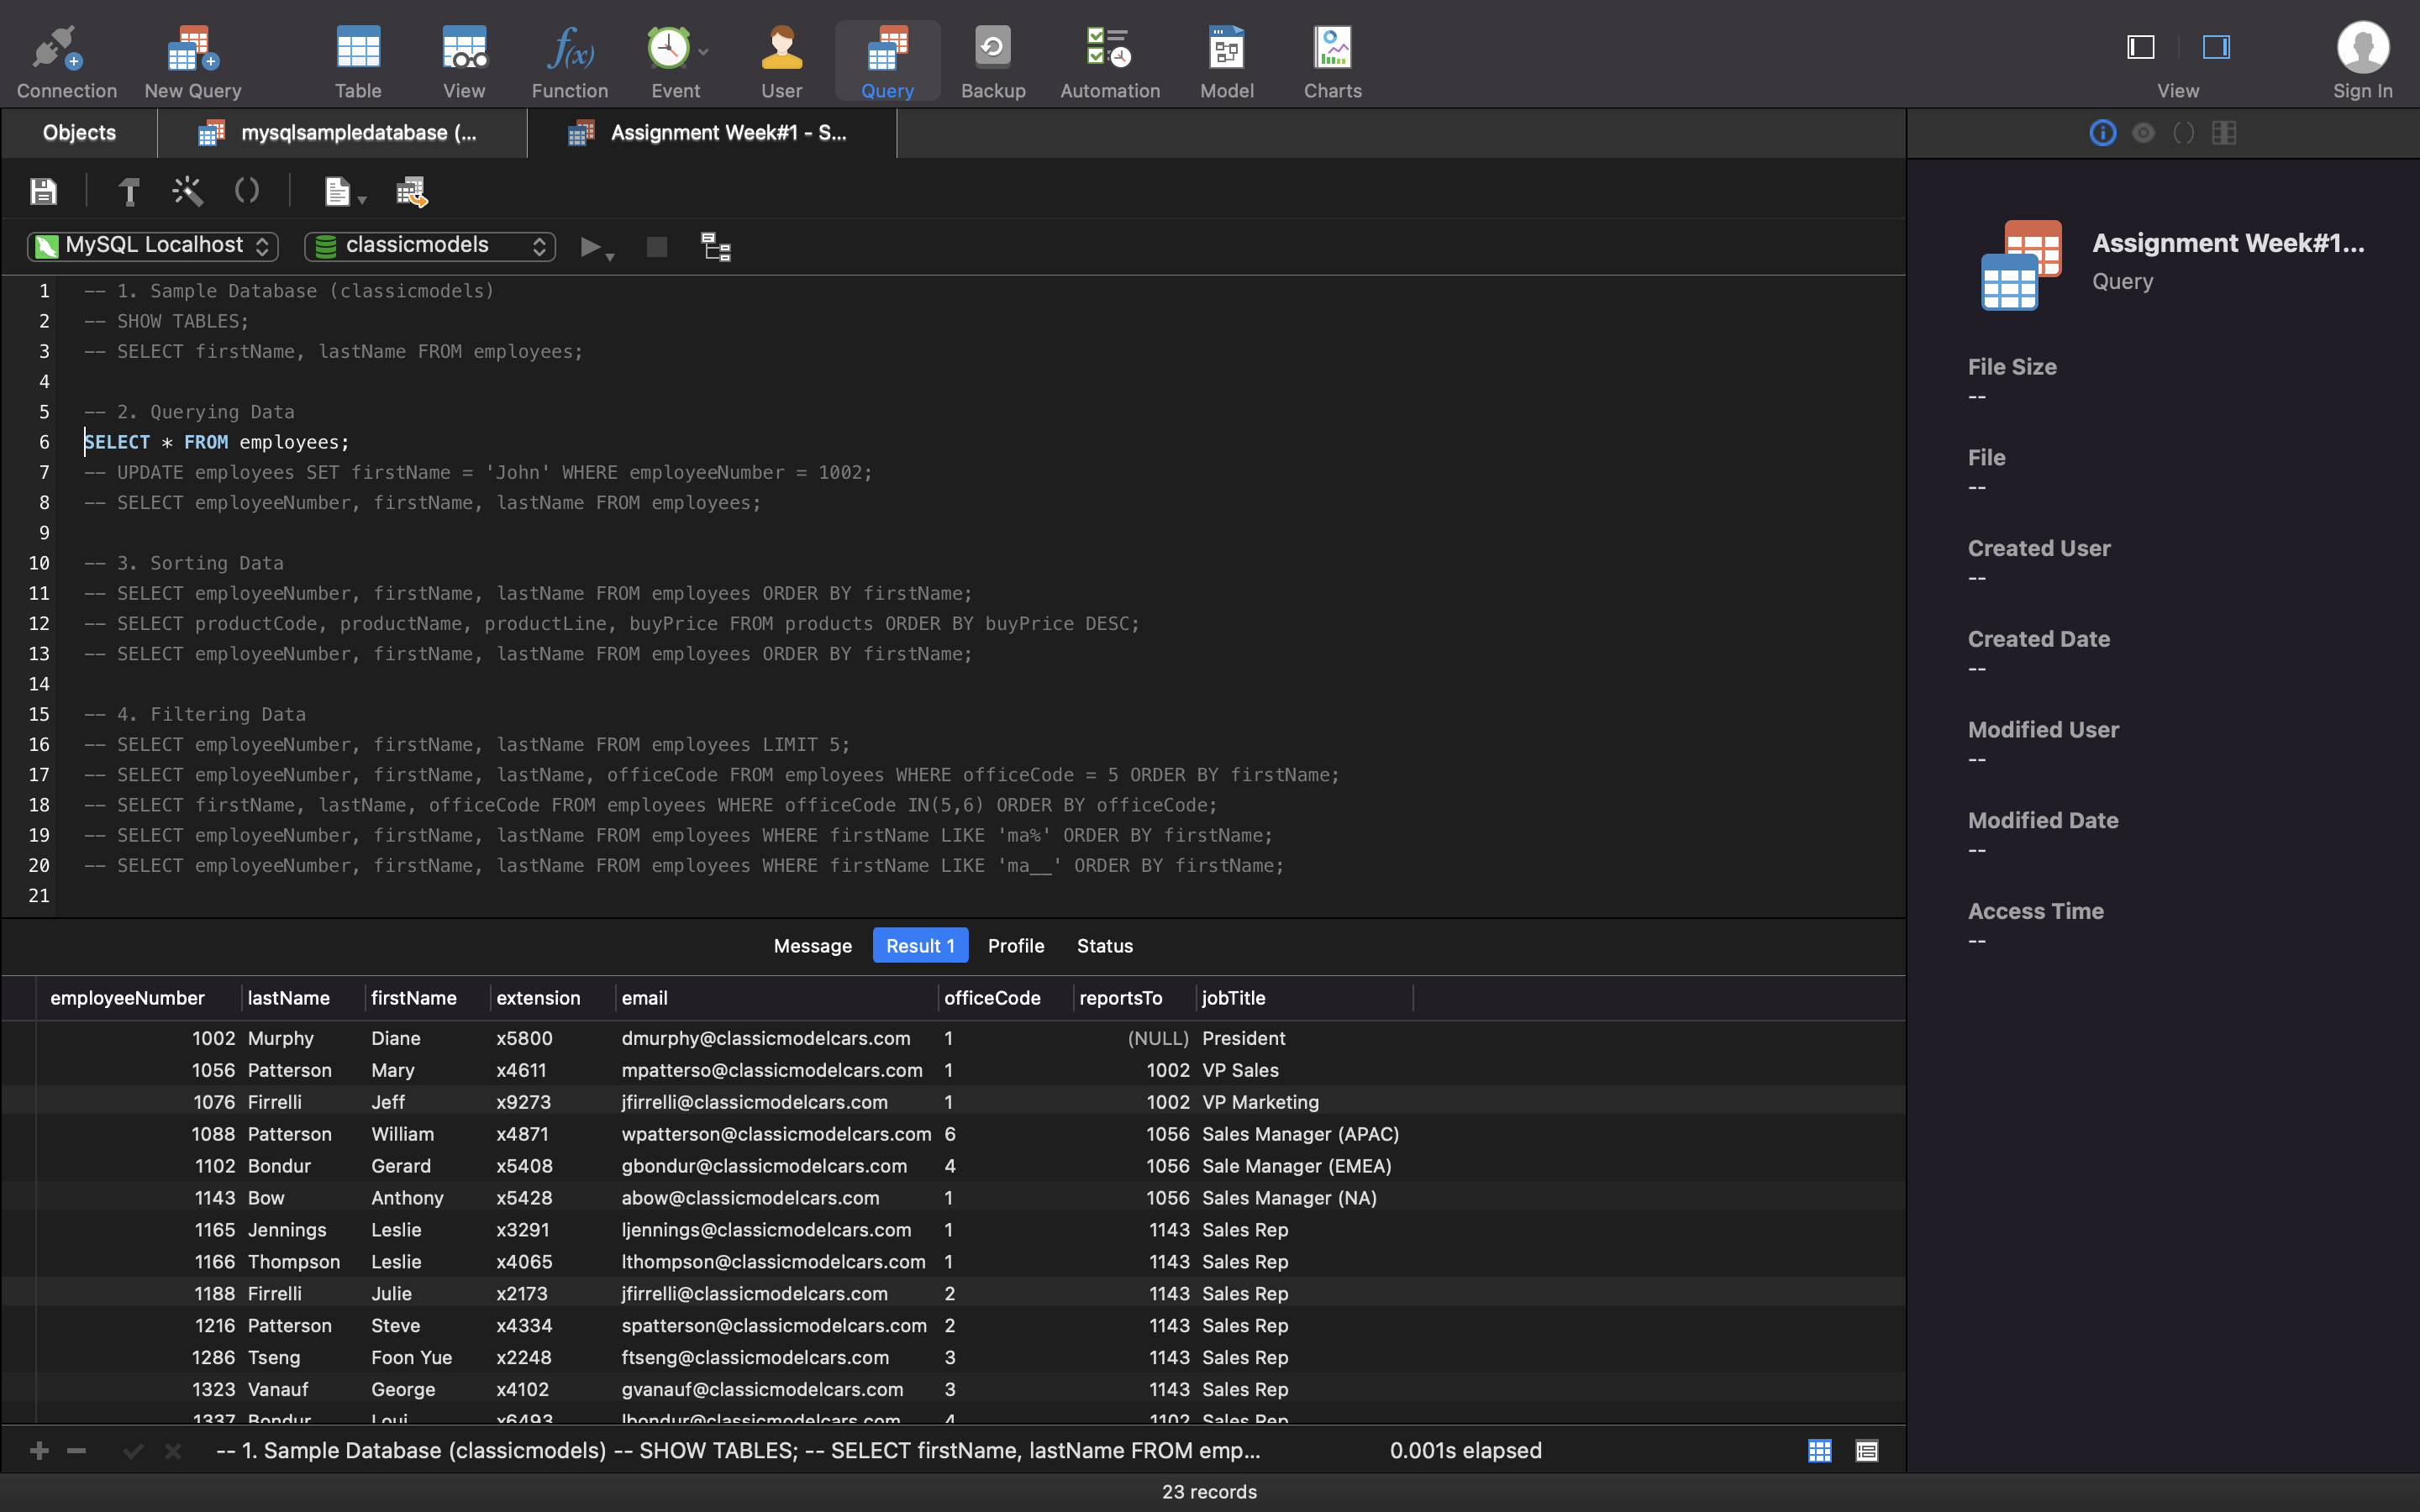 Connection New Query Table View Function Event User Query Backup Automation Model Charts View Sign In
Objects mysqlsampledatabase (... Assignment Week#1 - S...
MySQL Localhost classicmodels
1 -- 1. Sample Database (classicmodels)
2 -- SHOW TABLES;
3 -- SELECT firstName, lastName FROM employees;
4
5 -- 2. Querying Data
6 SELECT * FROM employees;
7 -- UPDATE employees SET firstName = 'John' WHERE employeeNumber = 1002;
8 -- SELECT employeeNumber, firstName, lastName FROM employees;
9
10 -- 3. Sorting Data
11 -- SELECT employeeNumber, firstName, lastName FROM employees ORDER BY firstName;
12 -- SELECT productCode, productName, productLine, buyPrice FROM products ORDER BY buyPrice DESC;
13 -- SELECT employeeNumber, firstName, lastName FROM employees ORDER BY firstName;
14
15 -- 4. Filtering Data
16 -- SELECT employeeNumber, firstName, lastName FROM employees LIMIT 5;
17 -- SELECT employeeNumber, firstName, lastName, officeCode FROM employees WHERE officeCode = 5 ORDER BY firstName;
18 -- SELECT firstName, lastName, officeCode FROM employees WHERE officeCode IN(5,6) ORDER BY officeCode;
19 -- SELECT employeeNumber, firstName, lastName FROM employees WHERE firstName LIKE 'ma%' ORDER BY firstName;
20 -- SELECT employeeNumber, firstName, lastName FROM employees WHERE firstName LIKE 'ma__' ORDER BY firstName;
21
Message Result 1 Profile Status
employeeNumber lastName firstName extension email officeCode reportsTo jobTitle
1002 Murphy Diane x5800 dmurphy@classicmodelcars.com 1 (NULL) President
1056 Patterson Mary x4611 mpatterso@classicmodelcars.com 1 1002 VP Sales
1076 Firrelli Jeff x9273 jfirrelli@classicmodelcars.com 1 1002 VP Marketing
1088 Patterson William x4871 wpatterson@classicmodelcars.com 6 1056 Sales Manager (APAC)
1102 Bondur Gerard x5408 gbondur@classicmodelcars.com 4 1056 Sale Manager (EMEA)
1143 Bow Anthony x5428 abow@classicmodelcars.com 1 1056 Sales Manager (NA)
1165 Jennings Leslie x3291 ljennings@classicmodelcars.com 1 1143 Sales Rep
1166 Thompson Leslie x4065 lthompson@classicmodelcars.com 1 1143 Sales Rep
1188 Firrelli Julie x2173 jfirrelli@classicmodelcars.com 2 1143 Sales Rep
1216 Patterson Steve x4334 spatterson@classicmodelcars.com 2 1143 Sales Rep
1286 Tseng Foon Yue x2248 ftseng@classicmodelcars.com 3 1143 Sales Rep
1323 Vanauf George x4102 gvanauf@classicmodelcars.com 3 1143 Sales Rep
1337 Bondur Loui x6493 lbondur@classicmodelcars.com 4 1102 Sales Rep
-- 1. Sample Database (classicmodels) -- SHOW TABLES; -- SELECT firstName, lastName FROM emp... 0.001s elapsed
23 records
Assignment Week#1...
Query
File Size
--
File
--
Created User
--
Created Date
--
Modified User
--
Modified Date
--
Access Time
--